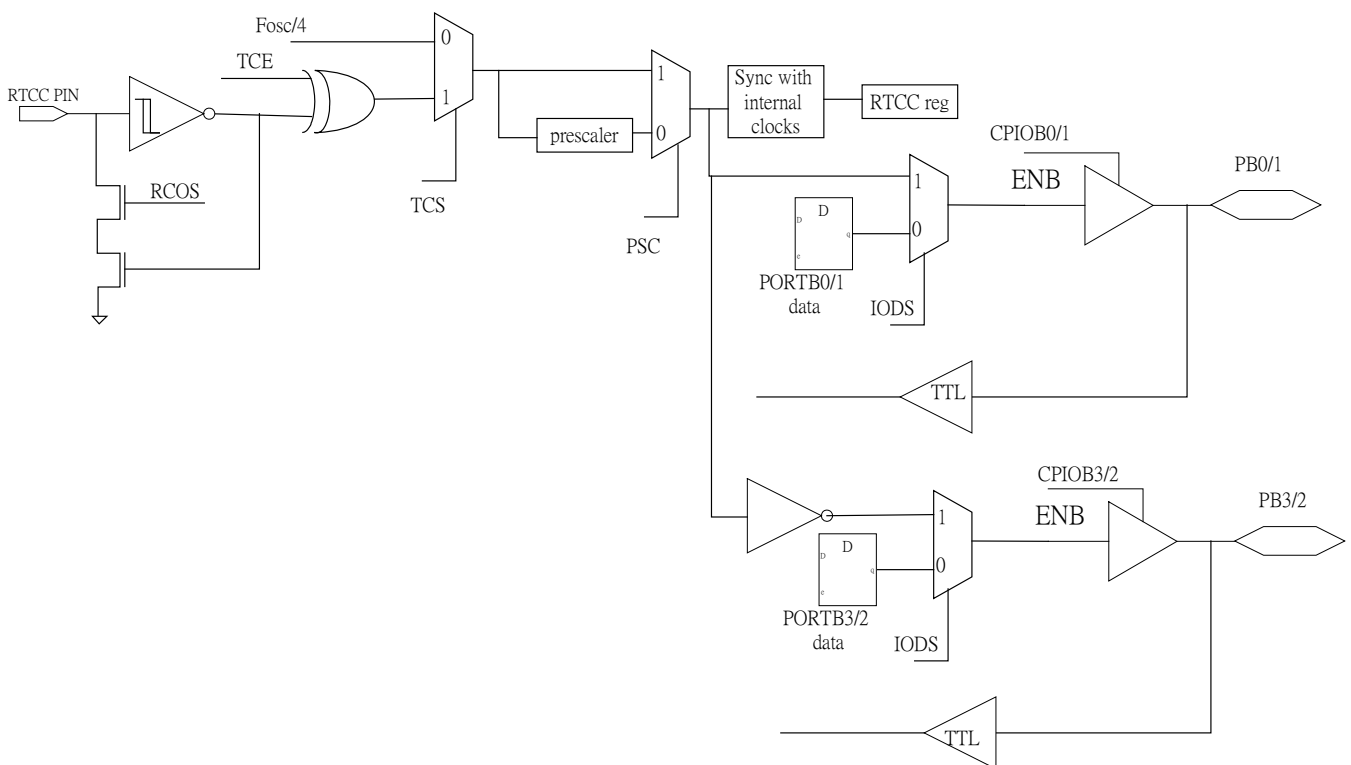 Fosc/4
0
TCE
RTCC PIN
1
1
Sync with
internal
clocks
RTCC reg
prescaler
0
CPIOB0/1
RCOS
TCS
ENB
PB0/1
1
D
D
q
c
0
PSC
PORTB0/1
data
IODS
TTL
CPIOB3/2
ENB
PB3/2
1
D
D
q
c
0
PORTB3/2
data
IODS
TTL